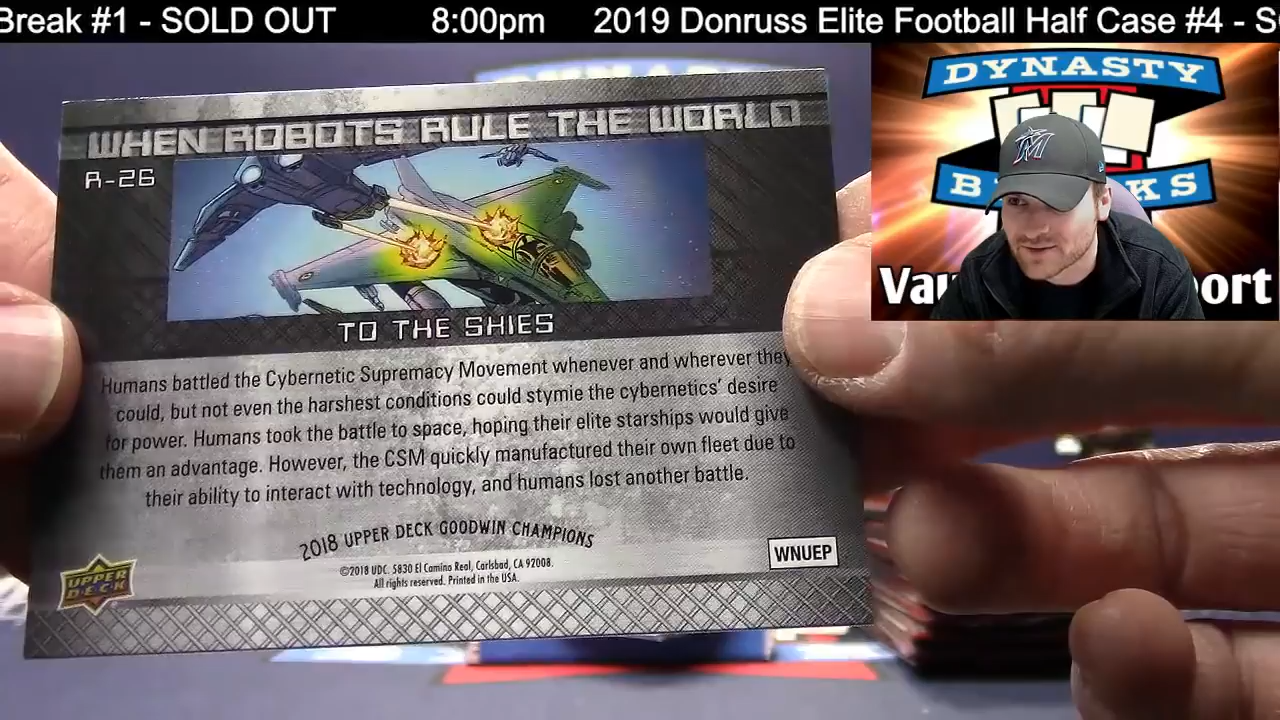 Break #1 - SOLD OUT 8:00pm 2019 Donruss Elite Football Half Case #4 - S
WHEN ROBOTS RULE THE WORLD
R-26
TO THE SKIES
Humans battled the Cybernetic Supremacy Movement whenever and wherever they
could, but not even the harshest conditions could stymie the cybernetics' desire
for power. Humans took the battle to space, hoping their elite starships would give
them an advantage. However, the CSM quickly manufactured their own fleet due to
their ability to interact with technology, and humans lost another battle.
2018 UPPER DECK GOODWIN CHAMPIONS
©2018 UDC. 5830 El Camino Real, Carlsbad, CA 92008.
All rights reserved. Printed in the USA.
WNUEP
UPPER
DECK
DYNASTY
M
B KS
Vau ort